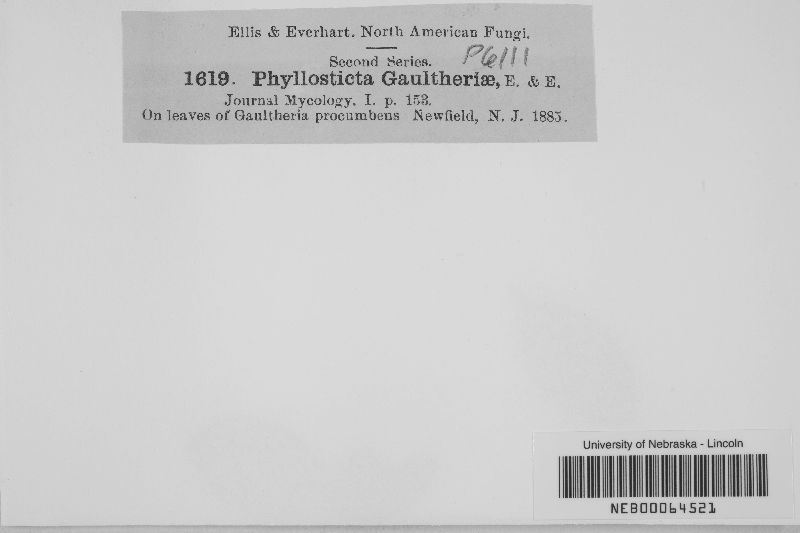 Ellis & Everhart. North American Fungi.
Second Series.
P6111
1619. Phyllosticta Gaultheriæ, E. & E.
Journal Mycology. I. p. 153.
On leaves of Gaultheria procumbens Newfield, N. J. 1885.
University of Nebraska - Lincoln
NEB00064521